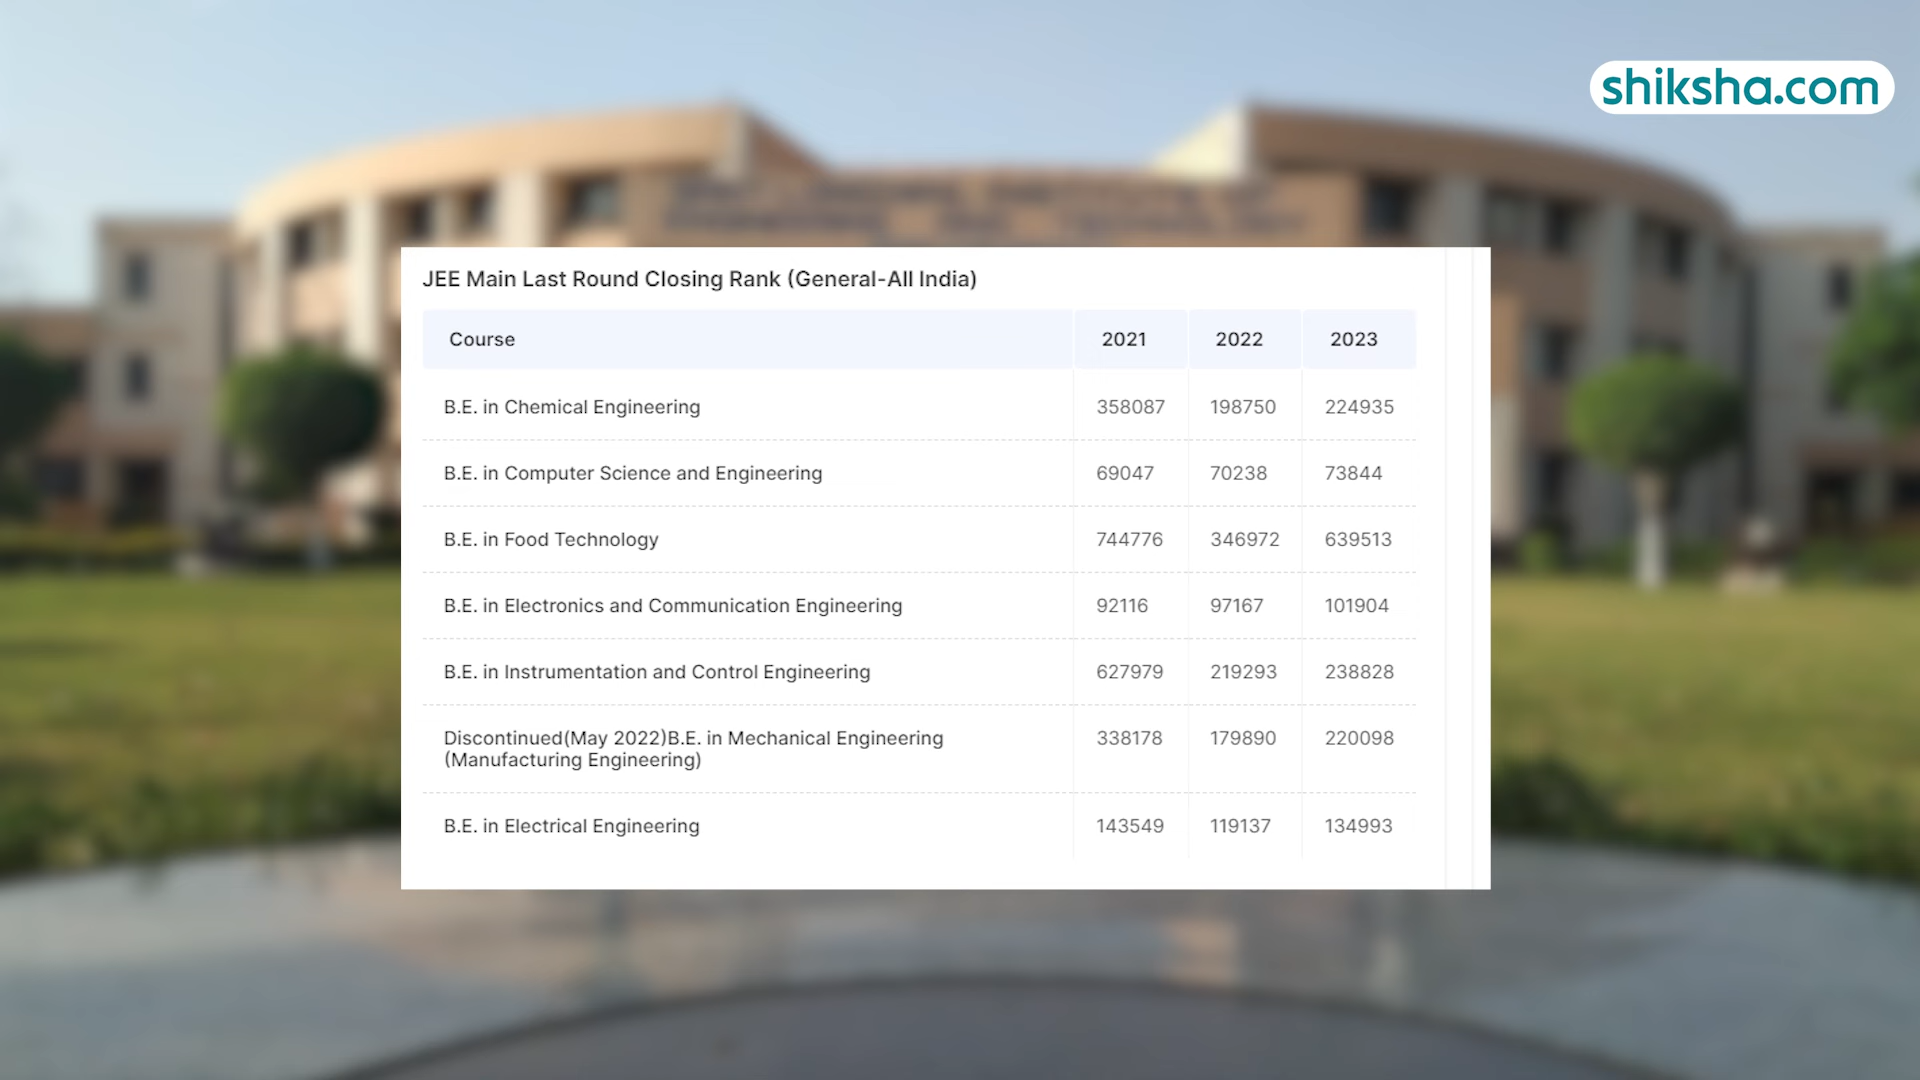 shiksha.com
JEE Main Last Round Closing Rank (General-All India)
Course 2021 2022 2023
B.E. in Chemical Engineering 358087 198750 224935
B.E. in Computer Science and Engineering 69047 70238 73844
B.E. in Food Technology 744776 346972 639513
B.E. in Electronics and Communication Engineering 92116 97167 101904
B.E. in Instrumentation and Control Engineering 627979 219293 238828
Discontinued(May 2022)B.E. in Mechanical Engineering 338178 179890 220098
(Manufacturing Engineering)
B.E. in Electrical Engineering 143549 119137 134993